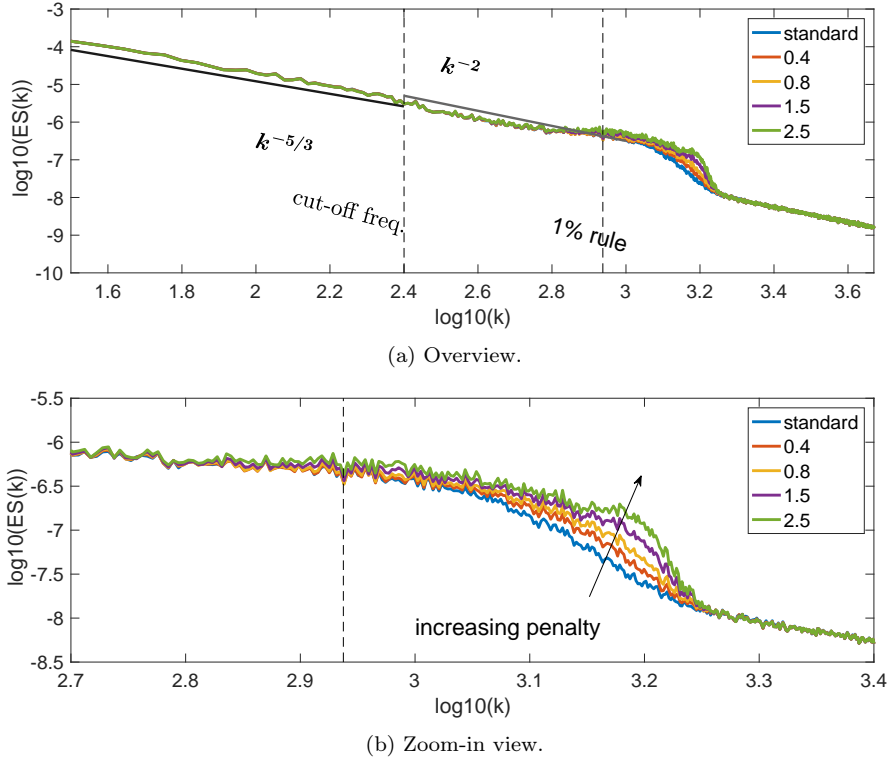 -3
-4
-5
-6
-7
-8
-9
-10
log10(ES(k))
k^{-2}
k^{-5/3}
cut-off freq.
1% rule
standard
0.4
0.8
1.5
2.5
1.6 1.8 2 2.2 2.4 2.6 2.8 3 3.2 3.4 3.6
log10(k)
(a) Overview.
-5.5
-6
-6.5
-7
-7.5
-8
-8.5
log10(ES(k))
increasing penalty
standard
0.4
0.8
1.5
2.5
2.7 2.8 2.9 3 3.1 3.2 3.3 3.4
log10(k)
(b) Zoom-in view.